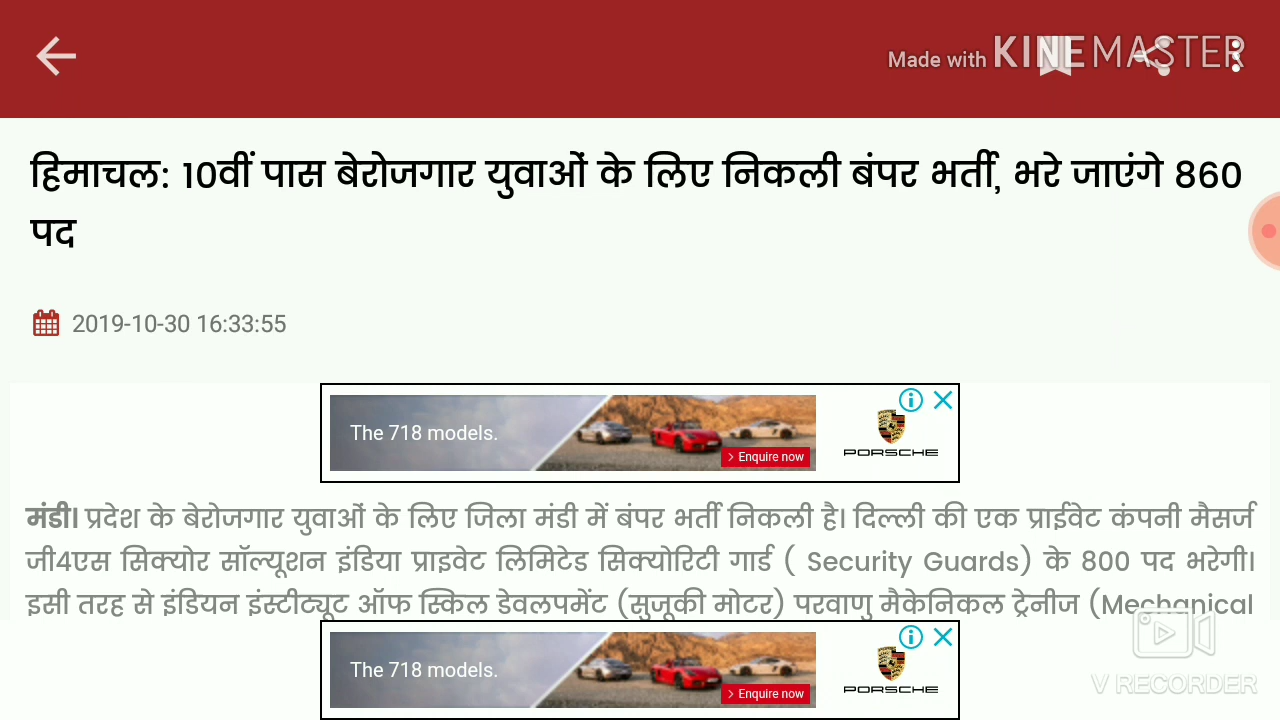 Made with KINEMASTER
हिमाचल: 10वीं पास बेरोजगार युवाओं के लिए निकली बंपर भर्ती, भरे जाएंगे 860
पद
2019-10-30 16:33:55
The 718 models.
Enquire now
PORSCHE
मंडी। प्रदेश के बेरोजगार युवाओं के लिए जिला मंडी में बंपर भर्ती निकली है। दिल्ली की एक प्राईवेट कंपनी मैसर्ज
जी4एस सिक्योर सॉल्यूशन इंडिया प्राइवेट लिमिटेड सिक्योरिटी गार्ड ( Security Guards) के 800 पद भरेगी।
इसी तरह से इंडियन इंस्टीट्यूट ऑफ स्किल डेवलपमेंट (सुजूकी मोटर) परवाणु मैकेनिकल ट्रेनीज (Mechanical
The 718 models.
Enquire now
PORSCHE
V RECORDER